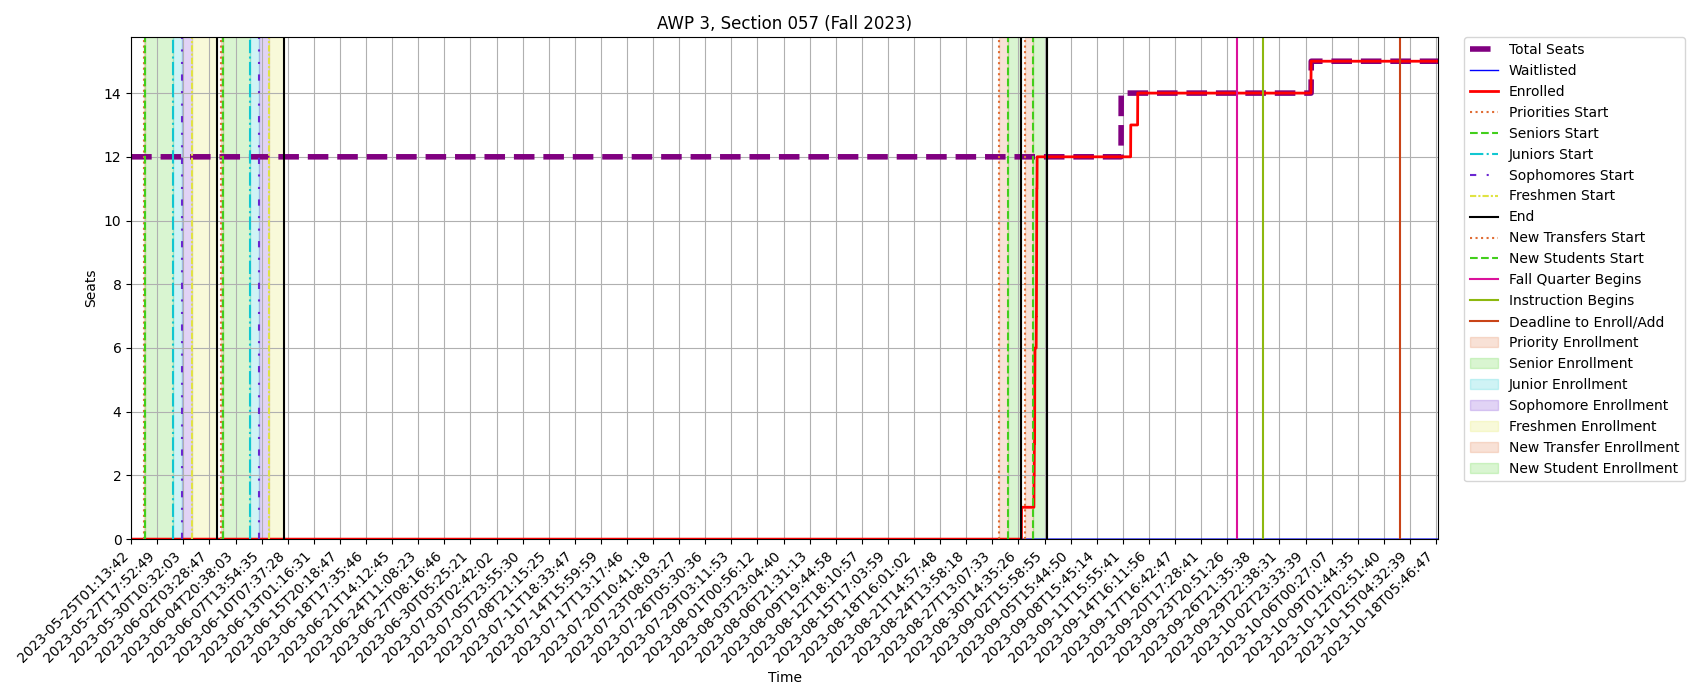 AWP 3, Section 057 (Fall 2023)
Seats
14
12
10
8
6
4
2
0
2023-05-25T01:13:42
2023-05-27T17:52:49
2023-05-30T10:32:03
2023-06-02T03:28:47
2023-06-04T20:38:03
2023-06-07T13:54:35
2023-06-10T07:37:28
2023-06-13T01:16:31
2023-06-15T20:18:47
2023-06-18T17:35:46
2023-06-21T14:12:45
2023-06-24T11:08:23
2023-06-27T08:16:46
2023-06-30T05:25:21
2023-07-03T02:42:02
2023-07-05T23:55:30
2023-07-08T21:15:25
2023-07-11T18:33:47
2023-07-14T15:59:59
2023-07-17T13:17:46
2023-07-20T10:41:18
2023-07-23T08:03:27
2023-07-26T05:30:36
2023-07-29T03:11:53
2023-08-01T00:56:12
2023-08-03T23:04:40
2023-08-06T21:31:13
2023-08-09T19:44:58
2023-08-12T18:10:57
2023-08-15T17:03:59
2023-08-18T16:01:02
2023-08-21T14:57:48
2023-08-24T13:58:18
2023-08-27T13:07:33
2023-08-30T14:35:26
2023-09-02T15:58:55
2023-09-05T15:44:50
2023-09-08T15:45:14
2023-09-11T15:55:41
2023-09-14T16:11:56
2023-09-17T16:42:47
2023-09-20T17:28:41
2023-09-23T20:51:26
2023-09-26T21:35:38
2023-09-29T22:38:31
2023-10-02T23:33:39
2023-10-06T00:27:07
2023-10-09T01:44:35
2023-10-12T02:51:40
2023-10-15T04:32:39
2023-10-18T05:46:47
Time
Total Seats
Waitlisted
Enrolled
Priorities Start
Seniors Start
Juniors Start
Sophomores Start
Freshmen Start
End
New Transfers Start
New Students Start
Fall Quarter Begins
Instruction Begins
Deadline to Enroll/Add
Priority Enrollment
Senior Enrollment
Junior Enrollment
Sophomore Enrollment
Freshmen Enrollment
New Transfer Enrollment
New Student Enrollment